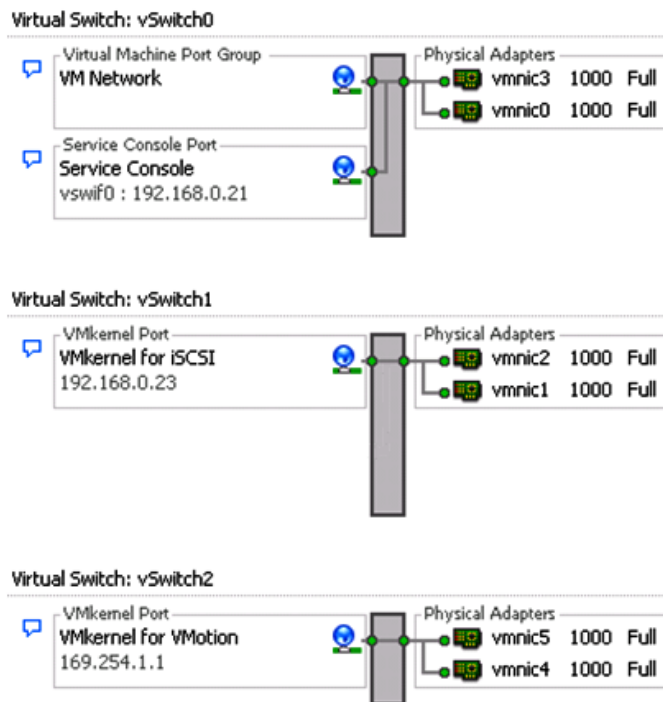 Virtual Switch: vSwitch0
Virtual Machine Port Group
VM Network
Physical Adapters
vmnic3 1000 Full
vmnic0 1000 Full
Service Console Port
Service Console
vswif0 : 192.168.0.21
Virtual Switch: vSwitch1
VMkernel Port
VMkernel for iSCSI
192.168.0.23
Physical Adapters
vmnic2 1000 Full
vmnic1 1000 Full
Virtual Switch: vSwitch2
VMkernel Port
VMkernel for VMotion
169.254.1.1
Physical Adapters
vmnic5 1000 Full
vmnic4 1000 Full